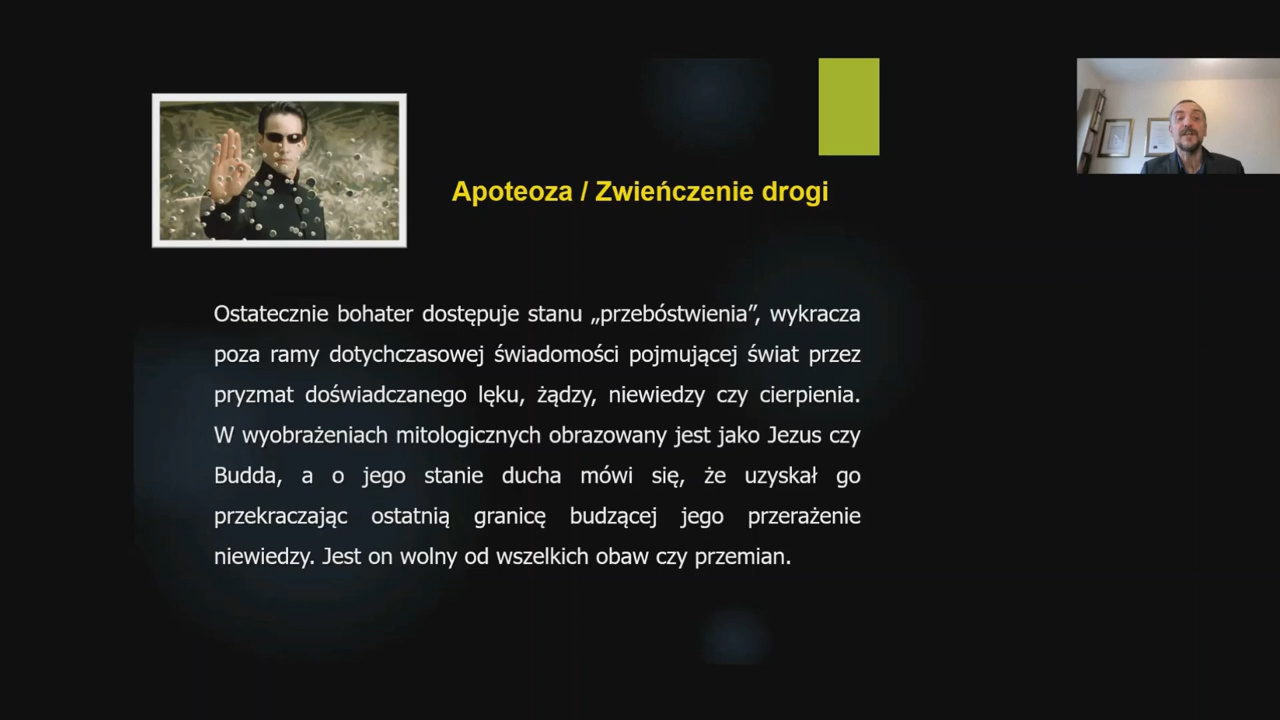 Apoteoza / Zwieńczenie drogi
Ostatecznie bohater dostępuje stanu „przebóstwienia”, wykracza
poza ramy dotychczasowej świadomości pojmującej świat przez
pryzmat doświadczanego lęku, żądzy, niewiedzy czy cierpienia.
W wyobrażeniach mitologicznych obrazowany jest jako Jezus czy
Budda, a o jego stanie ducha mówi się, że uzyskał go
przekraczając ostatnią granicę budzącej jego przerażenie
niewiedzy. Jest on wolny od wszelkich obaw czy przemian.